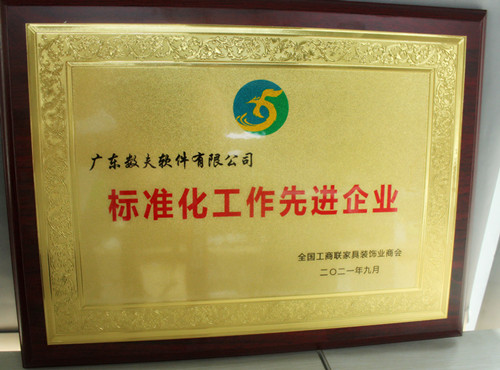 广东数夫软件有限公司
标准化工作先进企业
全国工商联家具装饰业商会
二〇二一年九月